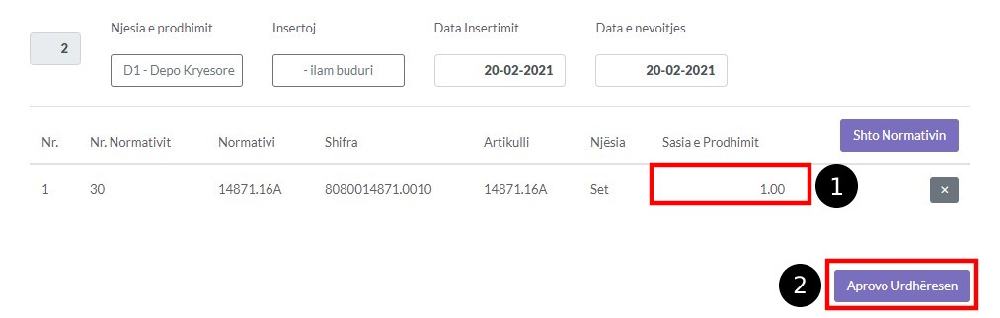 Njesia e prodhimit Insertoj Data Insertimit Data e nevoitjes
2 D1 - Depo Kryesore - ilam buduri 20-02-2021 20-02-2021
Shto Normativin
Nr. Nr. Normativit Normativi Shifra Artikulli Njësia Sasia e Prodhimit
1 30 14871.16A 8080014871.0010 14871.16A Set 1.00 1 ×
2 Aprovo Urdhëresen